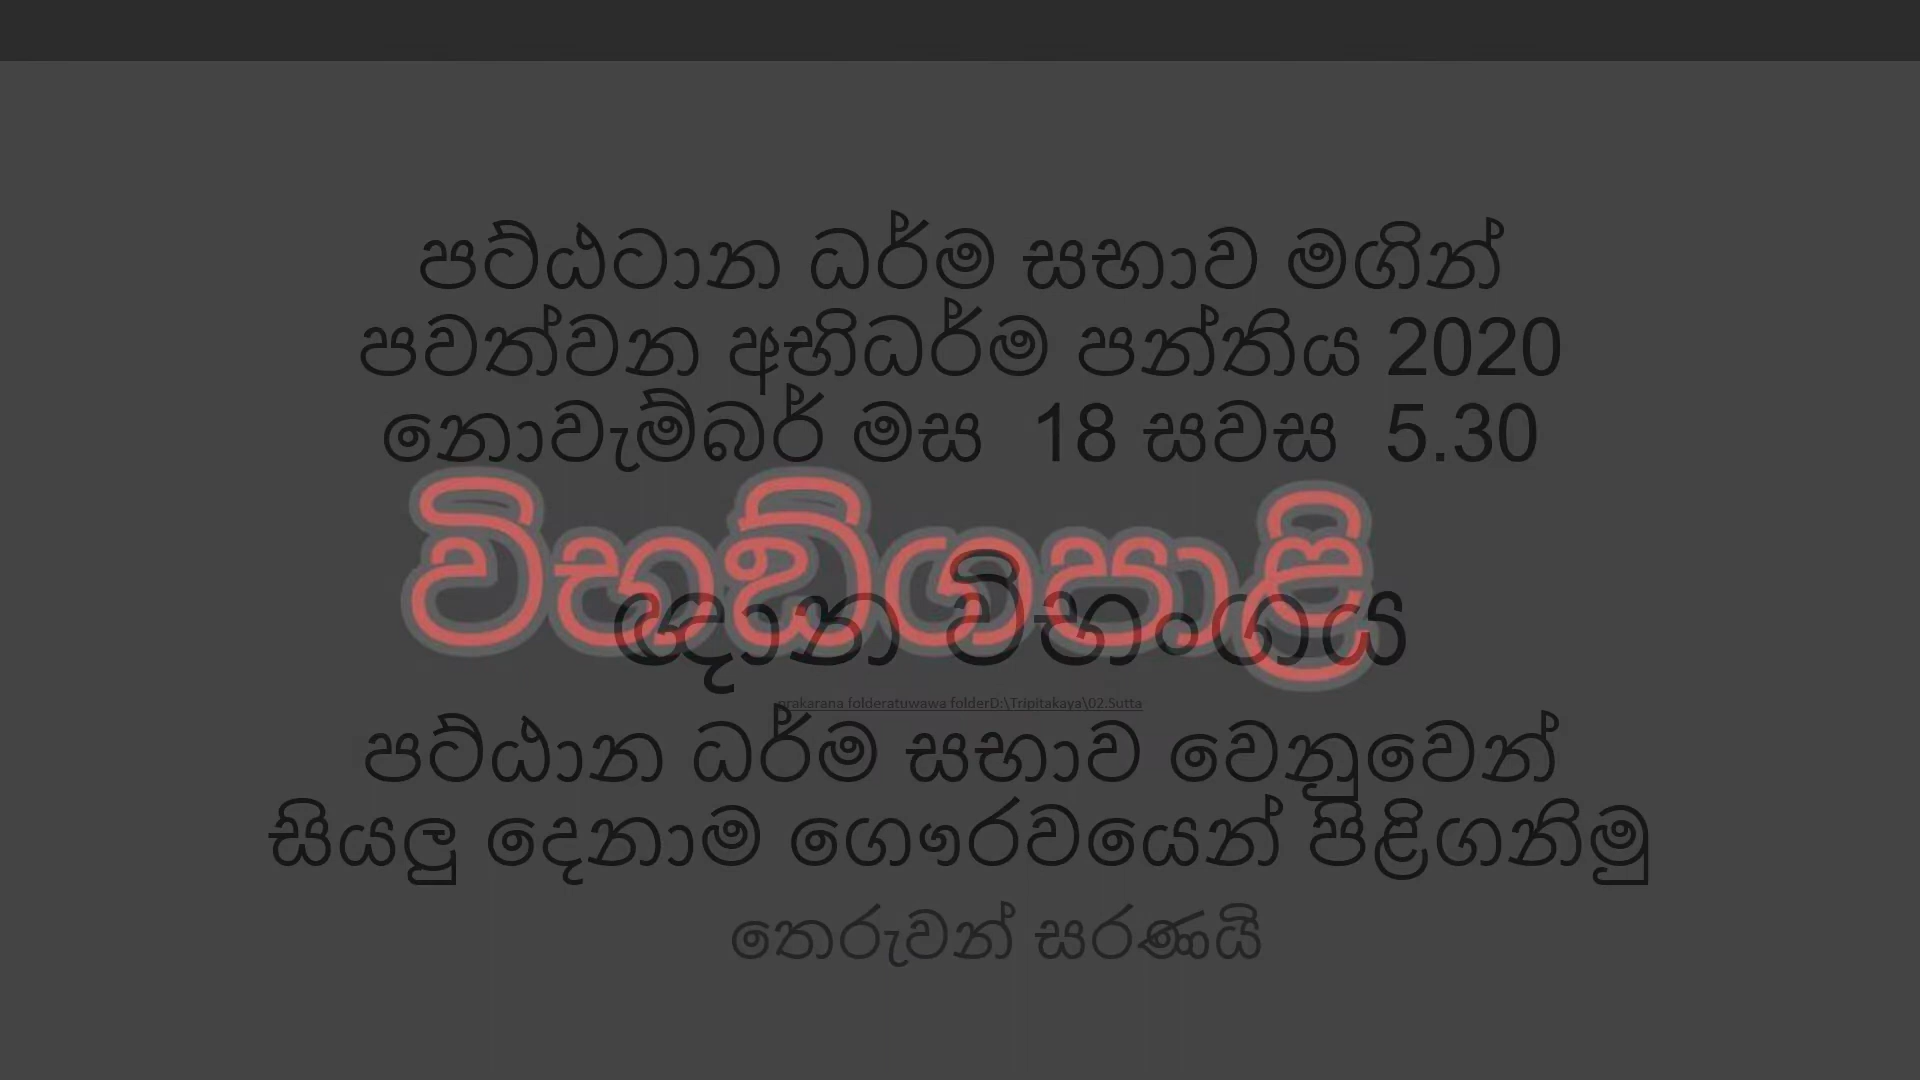 පට්ඨටාන ධර්ම සභාව මගින්
පවත්වන අභිධර්ම පන්තිය 2020
නොවැම්බර් මස 18 සවස 5.30
විභඞ්ගපාළි
ඥාන විභංගය
prakarana folderatuwawa folderD:\Tripitakaya\02.Sutta
පට්ඨාන ධර්ම සභාව වෙනුවෙන්
සියලු දෙනාම ගෞරවයෙන් පිළිගනිමු
තෙරුවන් සරණයි